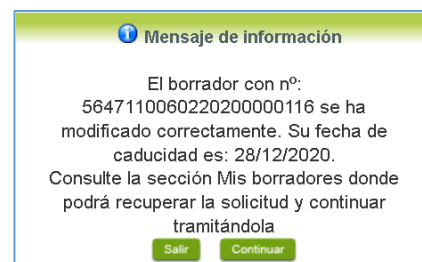 Mensaje de información
El borrador con nº:
5647110060220200000116 se ha
modificado correctamente. Su fecha de
caducidad es: 28/12/2020.
Consulte la sección Mis borradores donde
podrá recuperar la solicitud y continuar
tramitándola
Salir Continuar